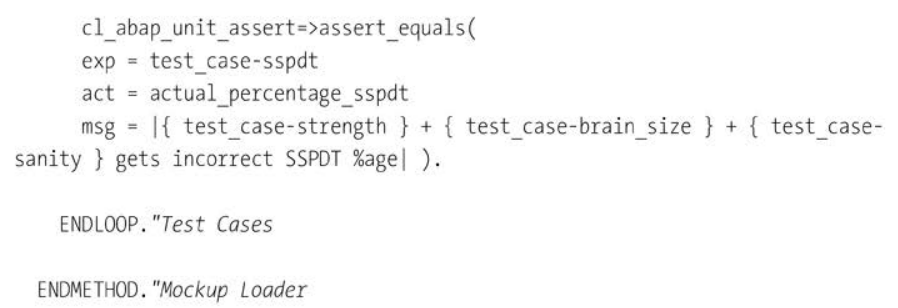 cl_abap_unit_assert=>assert_equals(
exp = test_case-sspdt
act = actual_percentage_sspdt
msg = |{ test_case-strength } + { test_case-brain_size } + { test_case-
sanity } gets incorrect SSPDT %age| ).
ENDLOOP."Test Cases
ENDMETHOD."Mockup Loader